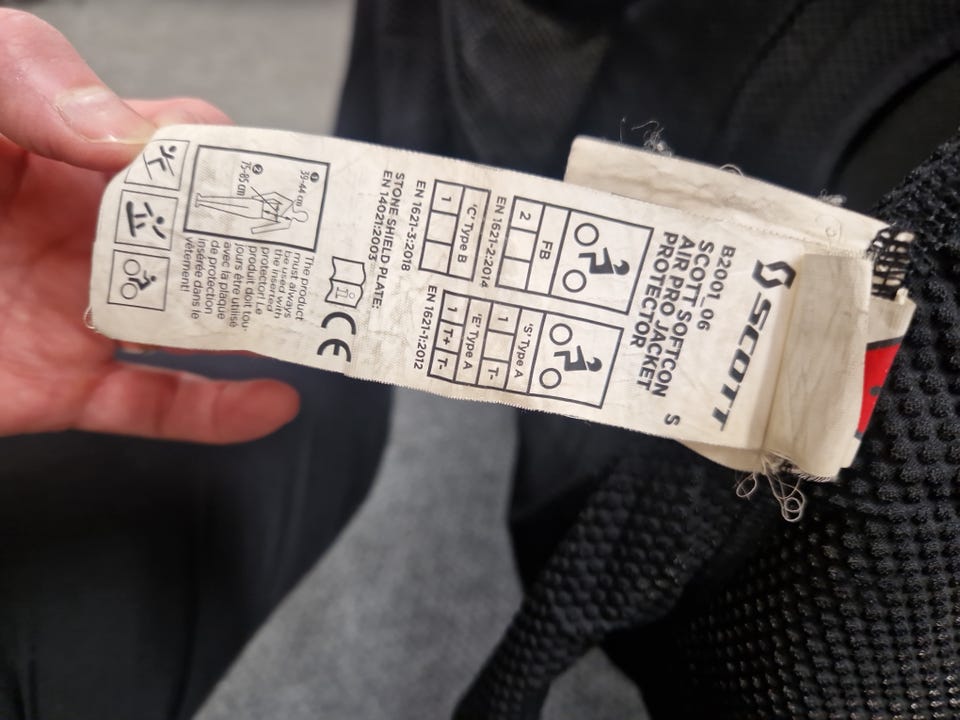 SCOTT
B2001_06
SCOTT SOFTCON
AIR PRO JACKET
PROTECTOR S
FB
2
EN 1621-2:2014
'C' Type B
1
EN 1621-3:2018
STONE SHIELD PLATE:
EN 14021:2003
'S' Type A
1 T-
'E' Type A
1 T+ T-
EN 1621-1:2012
CE
i
1
39-44 cm
2
75-85 cm
The product
must always
be used with
the inserted
protector! Le
produit doit tou-
jours être utilisé
avec la plaque
de protection
insérée dans le
vêtement!